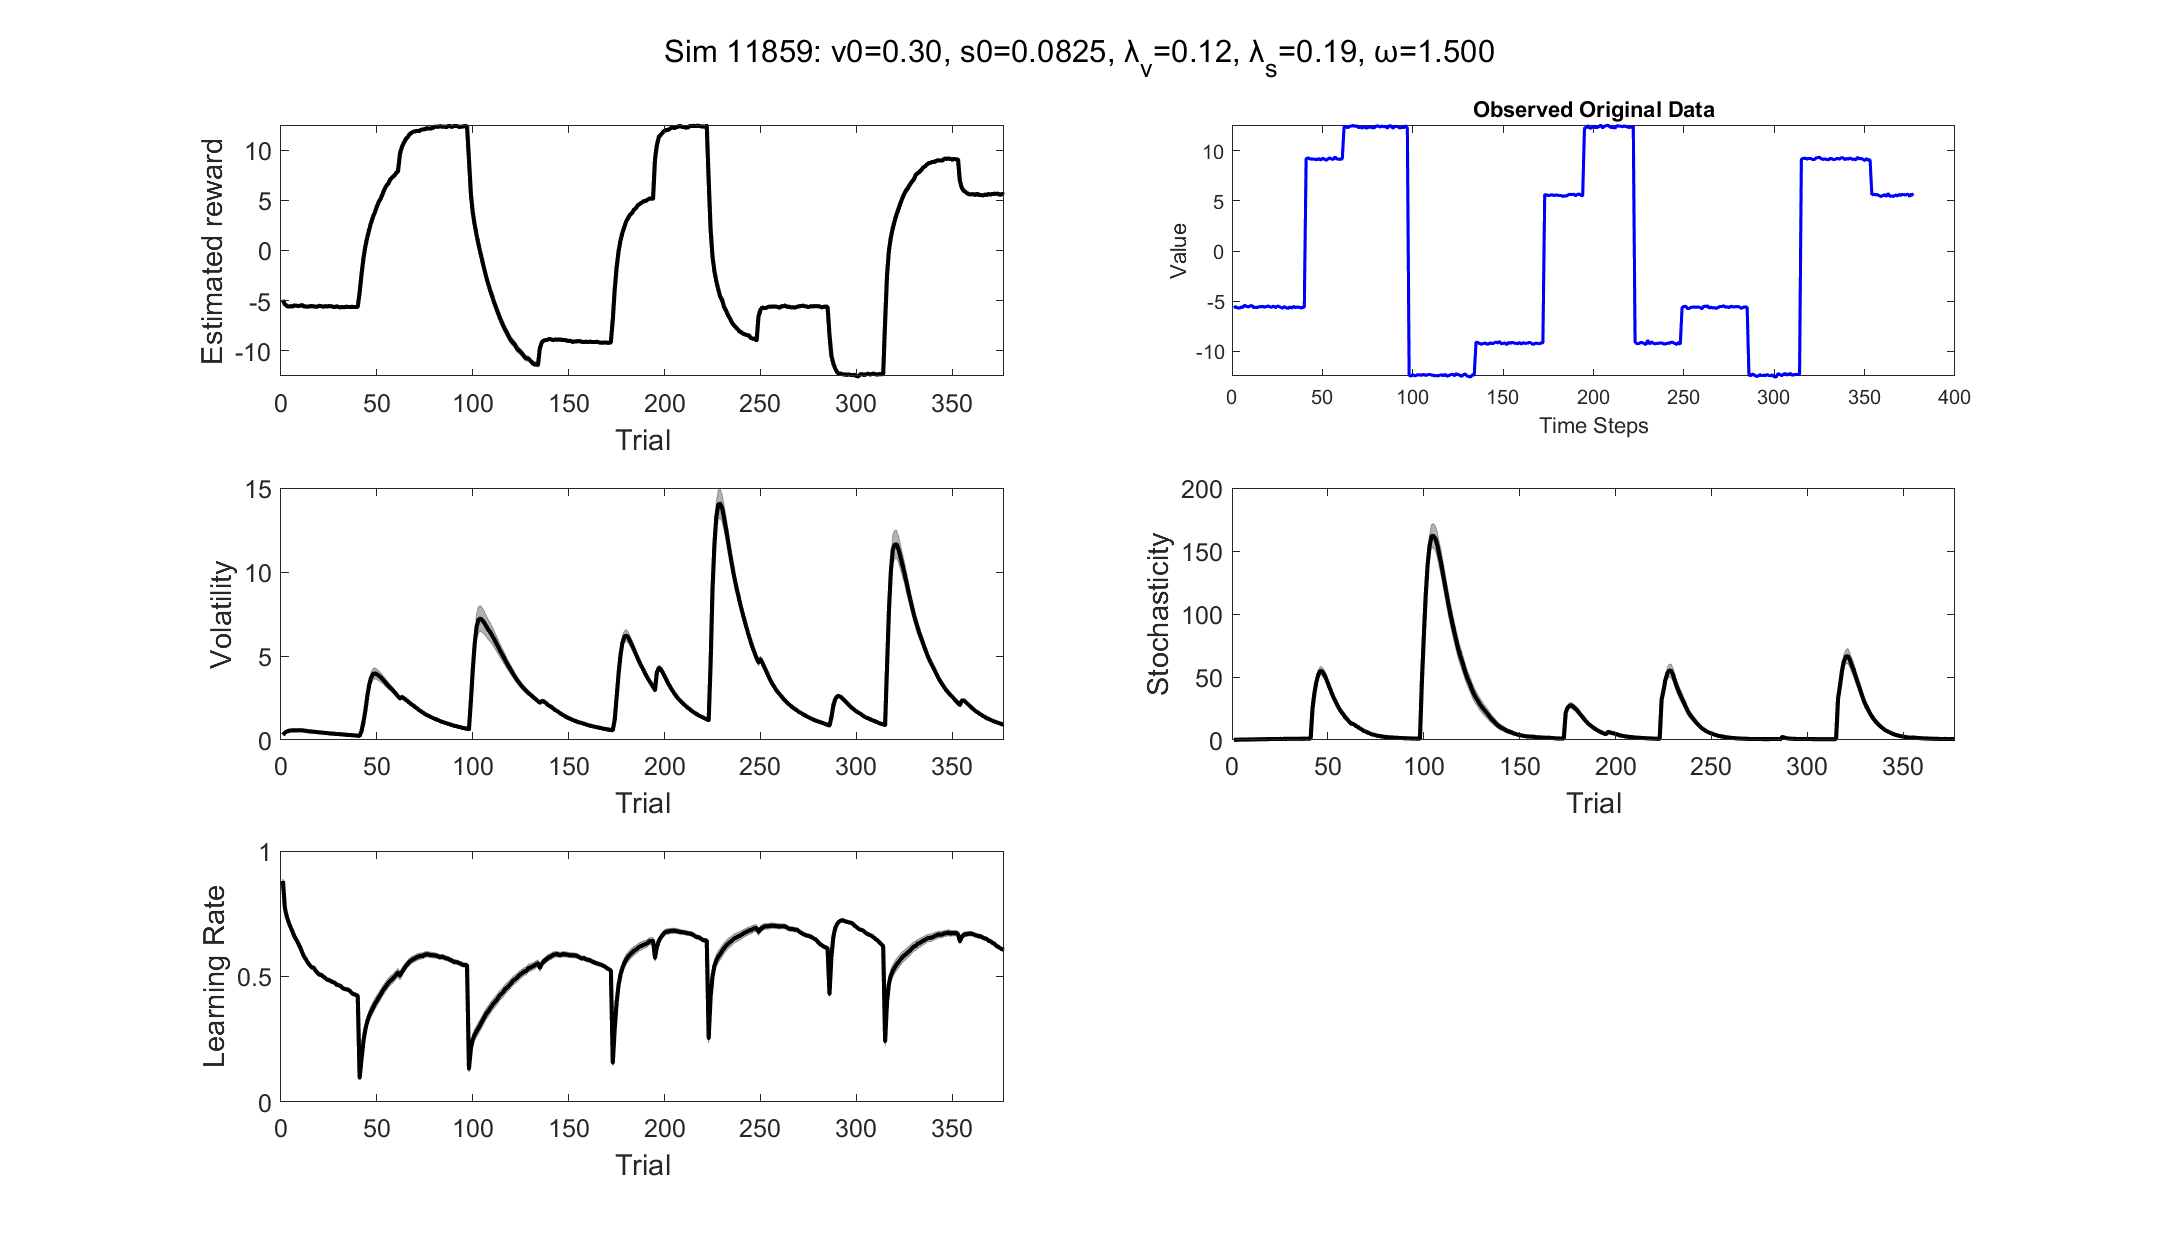 Sim 11859: v0=0.30, s0=0.0825, λ_v=0.12, λ_s=0.19, ω=1.500
Estimated reward
10
5
0
-5
-10
0 50 100 150 200 250 300 350
Trial
Observed Original Data
Value
10
5
0
-5
-10
0 50 100 150 200 250 300 350 400
Time Steps
Volatility
15
10
5
0
0 50 100 150 200 250 300 350
Trial
Stochasticity
200
150
100
50
0
0 50 100 150 200 250 300 350
Trial
Learning Rate
1
0.5
0
0 50 100 150 200 250 300 350
Trial